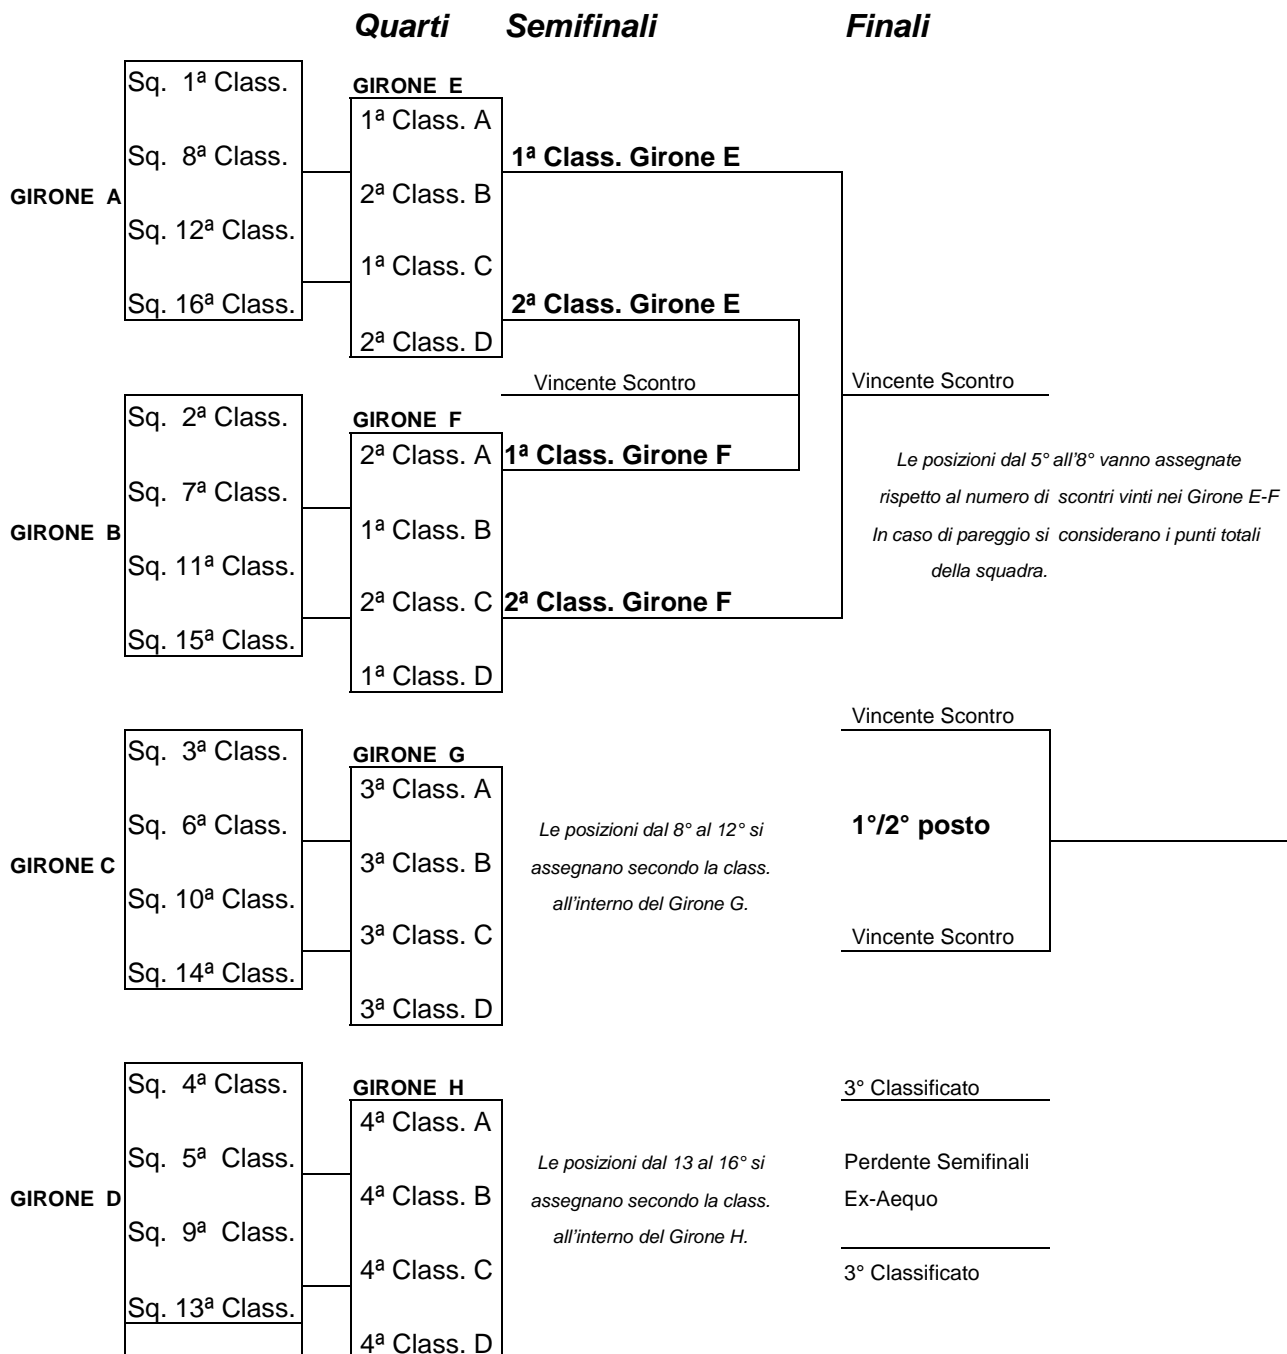 Quarti Semifinali Finali
GIRONE A
Sq. 1ª Class.
Sq. 8ª Class.
Sq. 12ª Class.
Sq. 16ª Class.
GIRONE E
1ª Class. A
2ª Class. B
1ª Class. C
2ª Class. D
1ª Class. Girone E
2ª Class. Girone E
Vincente Scontro
Vincente Scontro
GIRONE B
Sq. 2ª Class.
Sq. 7ª Class.
Sq. 11ª Class.
Sq. 15ª Class.
GIRONE F
2ª Class. A
1ª Class. B
2ª Class. C
1ª Class. D
1ª Class. Girone F
2ª Class. Girone F
Le posizioni dal 5° all'8° vanno assegnate
rispetto al numero di scontri vinti nei Girone E-F
In caso di pareggio si considerano i punti totali
della squadra.
GIRONE C
Sq. 3ª Class.
Sq. 6ª Class.
Sq. 10ª Class.
Sq. 14ª Class.
GIRONE G
3ª Class. A
3ª Class. B
3ª Class. C
3ª Class. D
Le posizioni dal 8° al 12° si
assegnano secondo la class.
all'interno del Girone G.
Vincente Scontro
1°/2° posto
Vincente Scontro
GIRONE D
Sq. 4ª Class.
Sq. 5ª Class.
Sq. 9ª Class.
Sq. 13ª Class.
GIRONE H
4ª Class. A
4ª Class. B
4ª Class. C
4ª Class. D
Le posizioni dal 13 al 16° si
assegnano secondo la class.
all'interno del Girone H.
3° Classificato
Perdente Semifinali
Ex-Aequo
3° Classificato